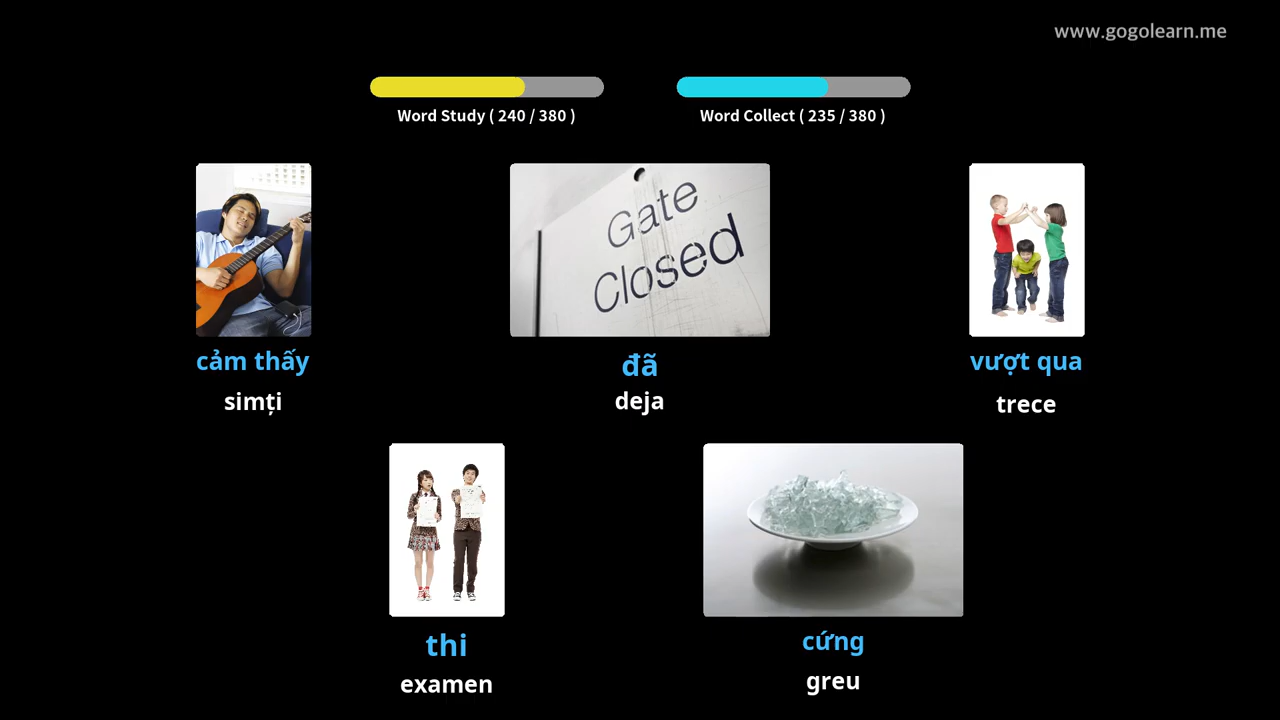 www.gogolearn.me
Word Study ( 240 / 380 )
Word Collect ( 235 / 380 )
Gate
Closed
cảm thấy
simți
đã
deja
vượt qua
trece
thi
examen
cứng
greu